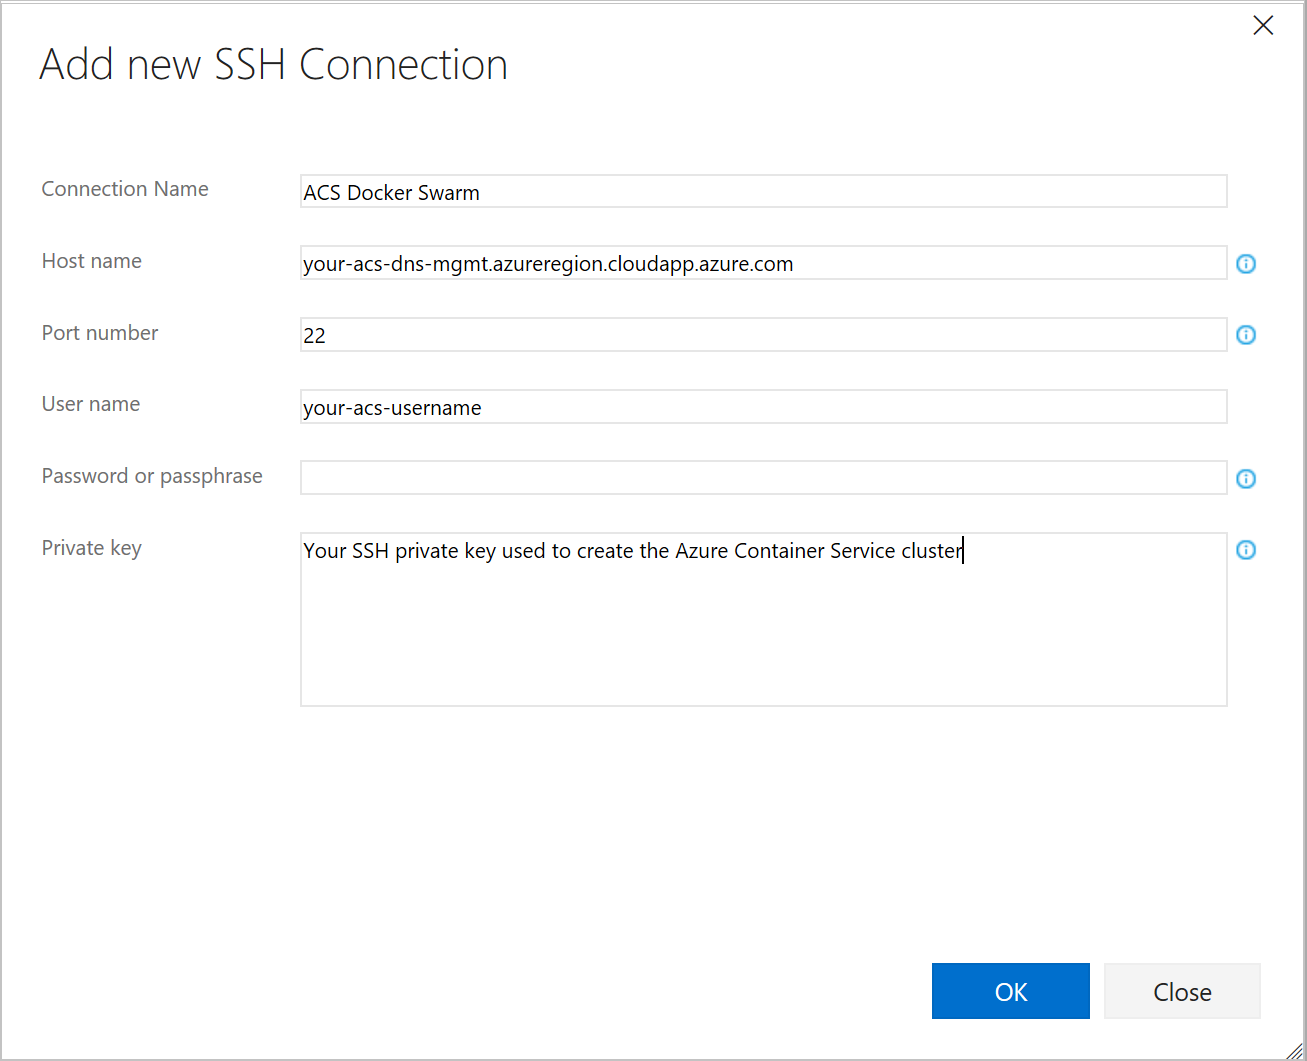 Add new SSH Connection
Connection Name
ACS Docker Swarm
Host name
your-acs-dns-mgmt.azureregion.cloudapp.azure.com
Port number
22
User name
your-acs-username
Password or passphrase
Private key
Your SSH private key used to create the Azure Container Service cluster
OK
Close